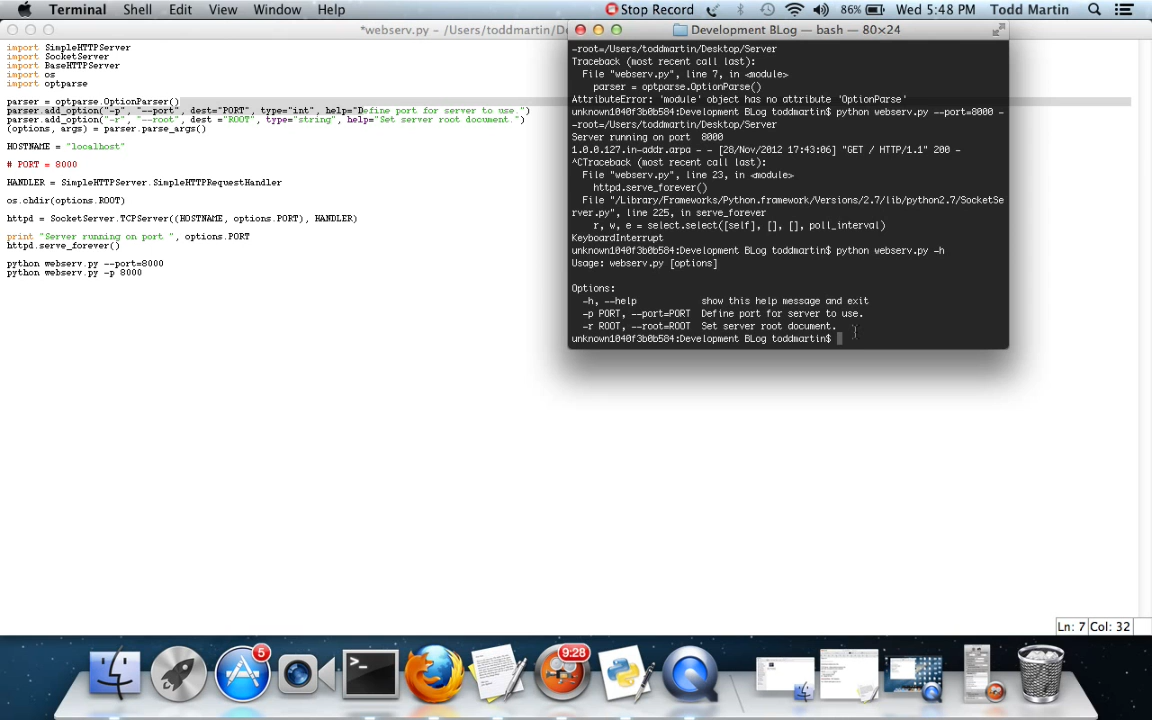 Terminal Shell Edit View Window Help Stop Record 86% Wed 5:48 PM Todd Martin
*webserv.py — /Users/toddmartin/De
import SimpleHTTPServer
import SocketServer
import BaseHTTPServer
import os
import optparse
parser = optparse.OptionParser()
parser.add_option("-p", "--port", dest="PORT", type="int", help="Define port for server to use.")
parser.add_option("-r", "--root", dest ="ROOT", type="string", help="Set server root document.")
(options, args) = parser.parse_args()
HOSTNAME = "localhost"
# PORT = 8000
HANDLER = SimpleHTTPServer.SimpleHTTPRequestHandler
os.chdir(options.ROOT)
httpd = SocketServer.TCPServer((HOSTNAME, options.PORT), HANDLER)
print "Server running on port ", options.PORT
httpd.serve_forever()
python webserv.py --port=8000
python webserv.py -p 8000
Development BLog — bash — 80×24
-root=/Users/toddmartin/Desktop/Server
Traceback (most recent call last):
File "webserv.py", line 7, in <module>
parser = optparse.OptionParse()
AttributeError: 'module' object has no attribute 'OptionParse'
unknown1040f3b0b584:Development BLog toddmartin$ python webserv.py --port=8000 -
-root=/Users/toddmartin/Desktop/Server
Server running on port  8000
1.0.0.127.in-addr.arpa - - [28/Nov/2012 17:43:06] "GET / HTTP/1.1" 200 -
^CTraceback (most recent call last):
File "webserv.py", line 23, in <module>
httpd.serve_forever()
File "/Library/Frameworks/Python.framework/Versions/2.7/lib/python2.7/SocketSe
rver.py", line 225, in serve_forever
r, w, e = select.select([self], [], [], poll_interval)
KeyboardInterrupt
unknown1040f3b0b584:Development BLog toddmartin$ python webserv.py -h
Usage: webserv.py [options]
Options:
-h, --help show this help message and exit
-p PORT, --port=PORT Define port for server to use.
-r ROOT, --root=ROOT Set server root document.
unknown1040f3b0b584:Development BLog toddmartin$
Ln: 7 Col: 32
5
9:28